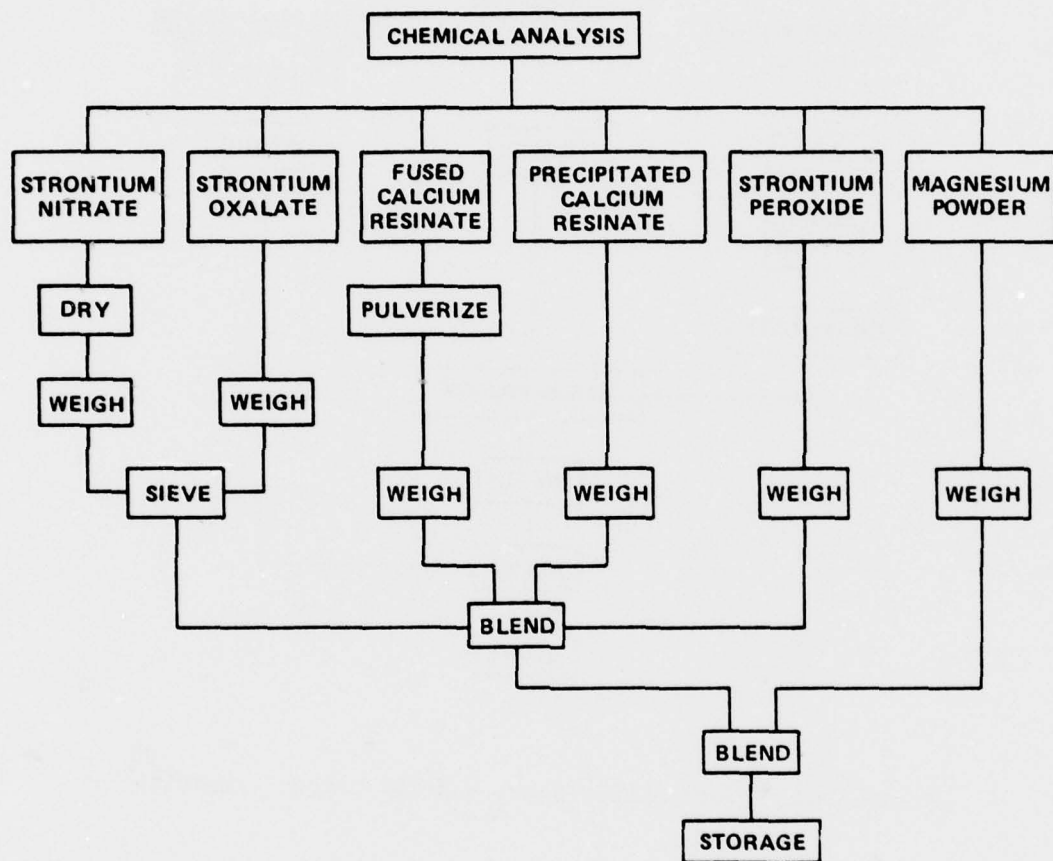 CHEMICAL ANALYSIS
STRONTIUM
NITRATE
STRONTIUM
OXALATE
FUSED
CALCIUM
RESINATE
PRECIPITATED
CALCIUM
RESINATE
STRONTIUM
PEROXIDE
MAGNESIUM
POWDER
DRY
PULVERIZE
WEIGH
WEIGH
SIEVE
WEIGH
WEIGH
WEIGH
WEIGH
BLEND
BLEND
STORAGE